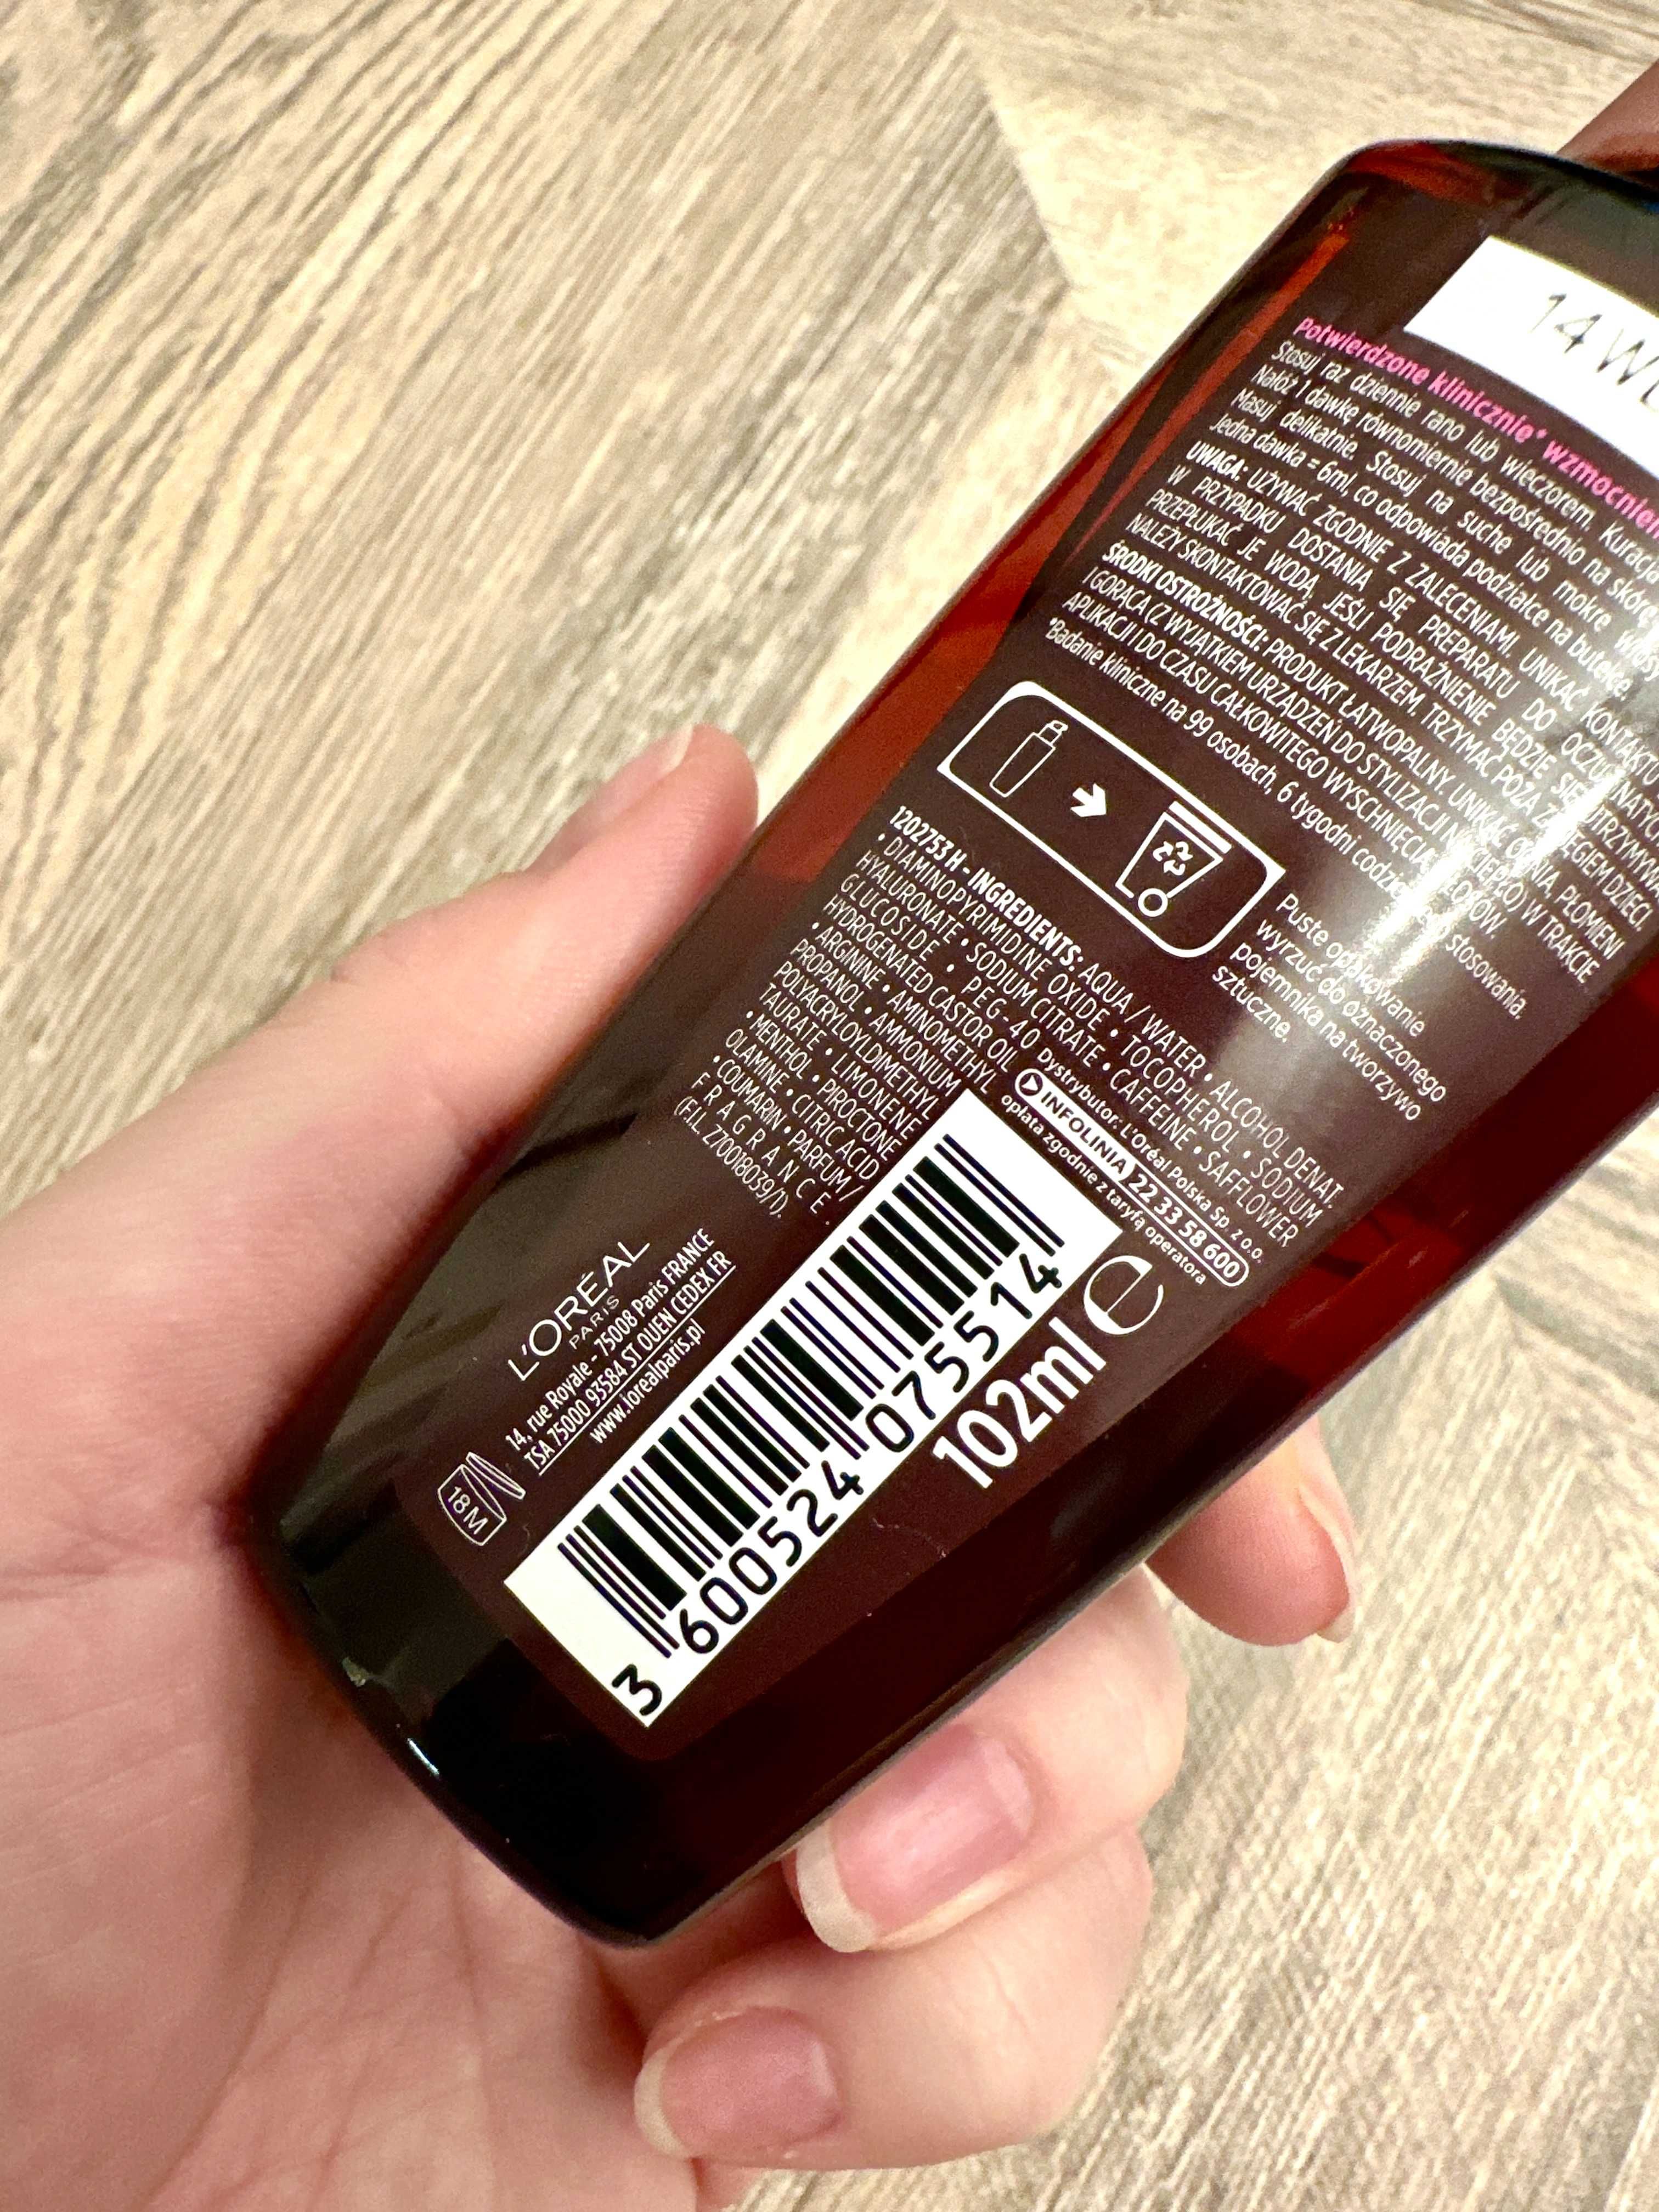 14 W
Potwierdzone klinicznie* wzmocnien
Stosuj raz dziennie rano lub wieczorem. Kuracja
Nałóż 1 dawkę równomiernie bezpośrednio na skórę
Masuj delikatnie. Stosuj na suche lub mokre włosy
Jedna dawka = 6ml, co odpowiada podziałce na butelce.
UWAGA: UŻYWAĆ ZGODNIE Z ZALECENIAMI. UNIKAĆ KONTAKTU
W PRZYPADKU DOSTANIA SIĘ PREPARATU DO OCZU NATYCH
PRZEPŁUKAĆ JE WODĄ. JEŚLI PODRAŻNIENIE BĘDZIE SIĘ UTRZYMYWA
NALEŻY SKONTAKTOWAĆ SIĘ Z LEKARZEM. TRZYMAĆ POZA ZASIĘGIEM DZIECI.
ŚRODKI OSTROŻNOŚCI: PRODUKT ŁATWOPALNY. UNIKAĆ OGNIA, PŁOMIENI
I GORĄCA (Z WYJĄTKIEM URZĄDZEŃ DO STYLIZACJI NA CIEPŁO) W TRAKCIE
APLIKACJI I DO CZASU CAŁKOWITEGO WYSCHNIĘCIA WŁOSÓW.
*Badanie kliniczne na 99 osobach, 6 tygodni codziennego stosowania.
Puste opakowanie
wyrzuć do oznaczonego
pojemnika na tworzywo
sztuczne.
1202753 H - INGREDIENTS: AQUA / WATER • ALCOHOL DENAT.
• DIAMINOPYRIMIDINE OXIDE • TOCOPHEROL • SODIUM
HYALURONATE • SODIUM CITRATE • CAFFEINE • SAFFLOWER
GLUCOSIDE • PEG-40
HYDROGENATED CASTOR OIL
• ARGININE • AMINOMETHYL
PROPANOL • AMMONIUM
POLYACRYLOYLDIMETHYL
TAURATE • LIMONENE
• MENTHOL • PIROCTONE
OLAMINE • CITRIC ACID
• COUMARIN • PARFUM /
FRAGRANCE.
(F.I.L. Z70018039/1).
Dystrybutor: L'Oréal Polska Sp. z o.o.
INFOLINIA 22 33 58 600
opłata zgodnie z taryfą operatora
L'ORÉAL
PARIS
14, rue Royale - 75008 Paris FRANCE
TSA 75000 93584 ST OUEN CEDEX FR
www.lorealparis.pl
18M
3 600524 075514
102ml e